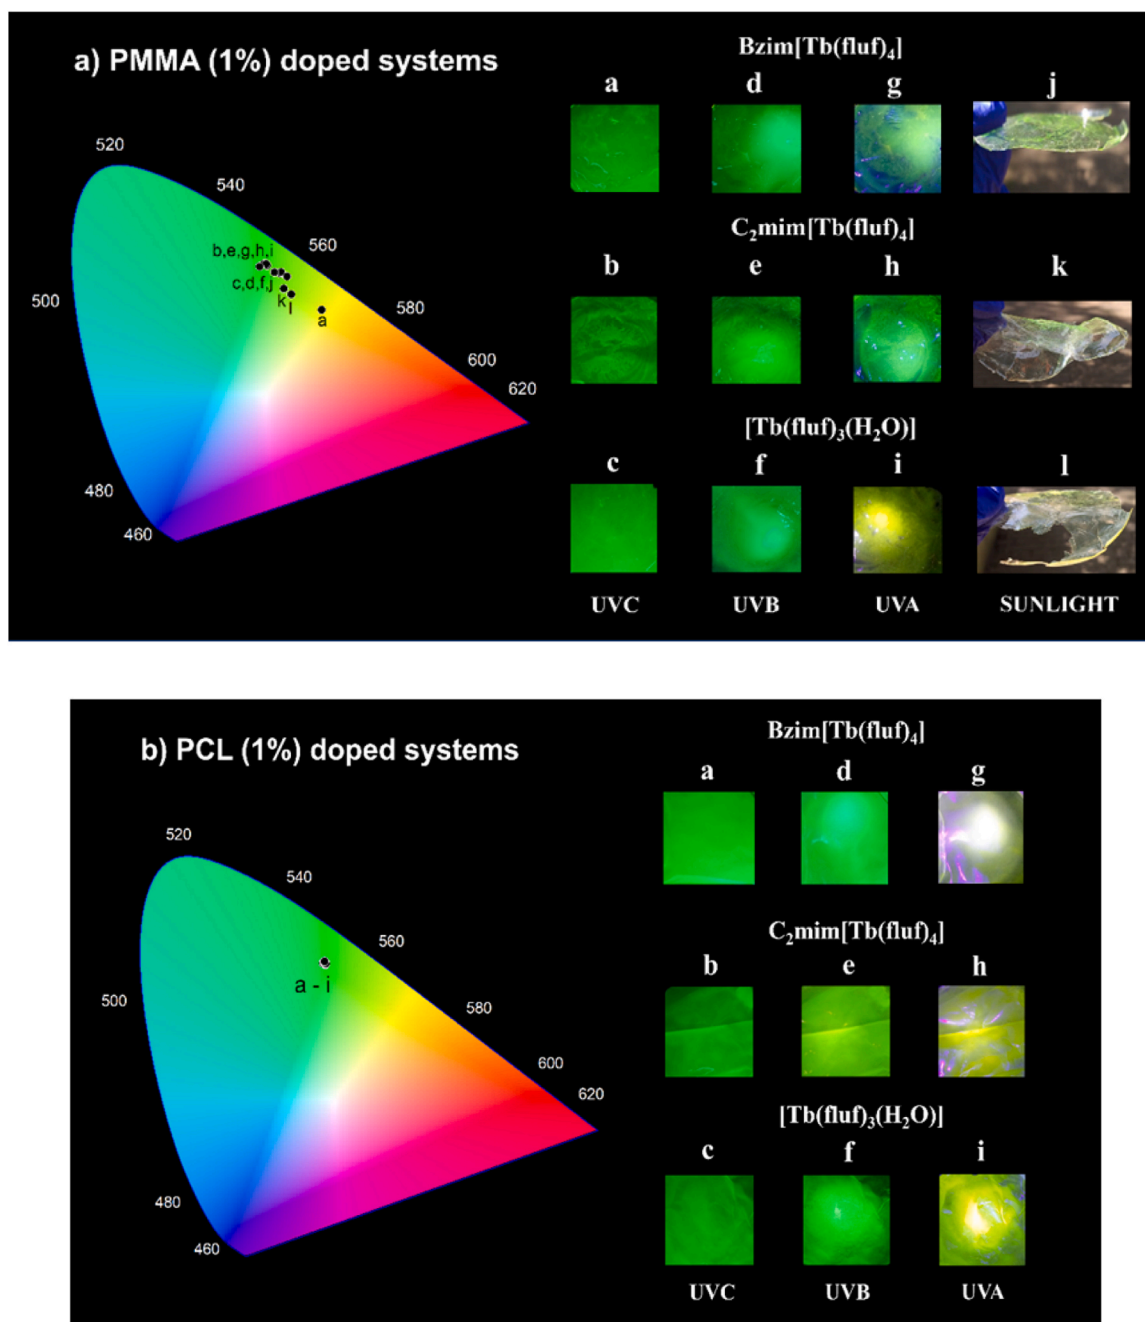 a) PMMA (1%) doped systems
Bzim[Tb(fluf)₄]
a d g j
520
540
560
580
600
620
500
480
460
b,e,g,h,i
c,d,f,j
k
l
a
C₂mim[Tb(fluf)₄]
b e h k
[Tb(fluf)₃(H₂O)]
c f i l
UVC UVB UVA SUNLIGHT
b) PCL (1%) doped systems
Bzim[Tb(fluf)₄]
a d g
520
540
560
580
600
620
500
480
460
a - i
C₂mim[Tb(fluf)₄]
b e h
[Tb(fluf)₃(H₂O)]
c f i
UVC UVB UVA